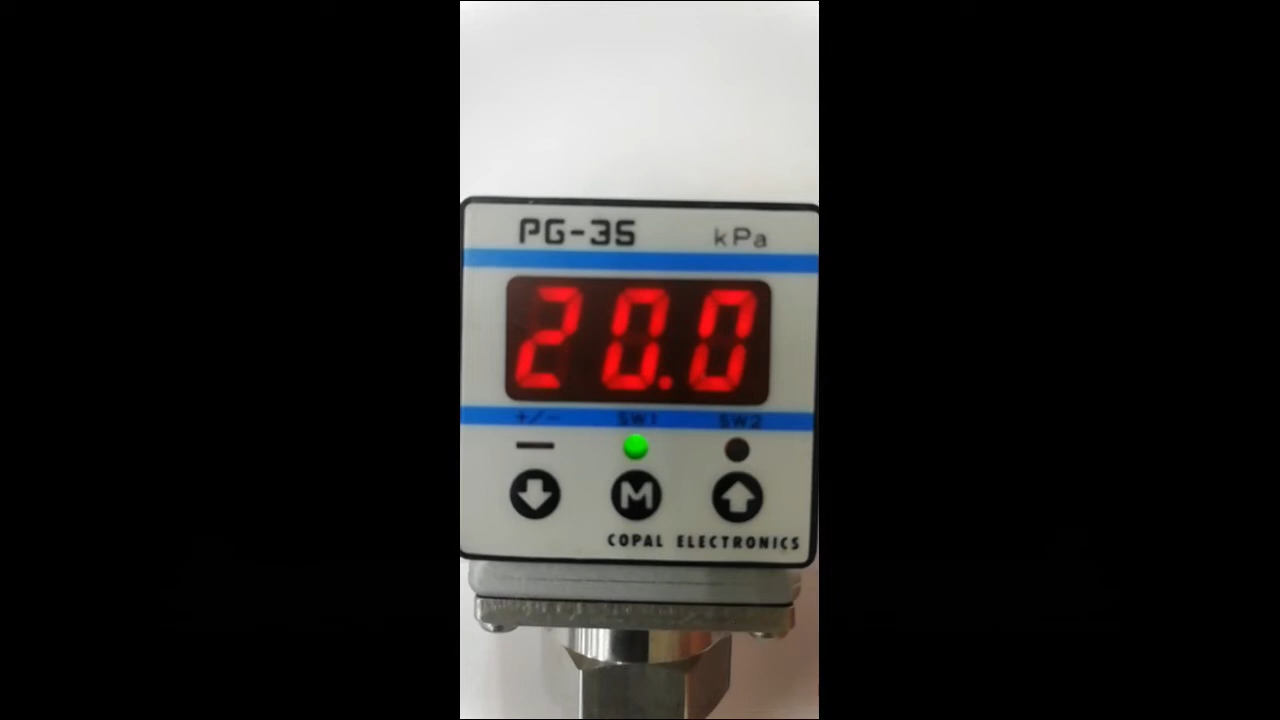 PG-35 kPa
20.0
+/- SW1 SW2
M
COPAL ELECTRONICS